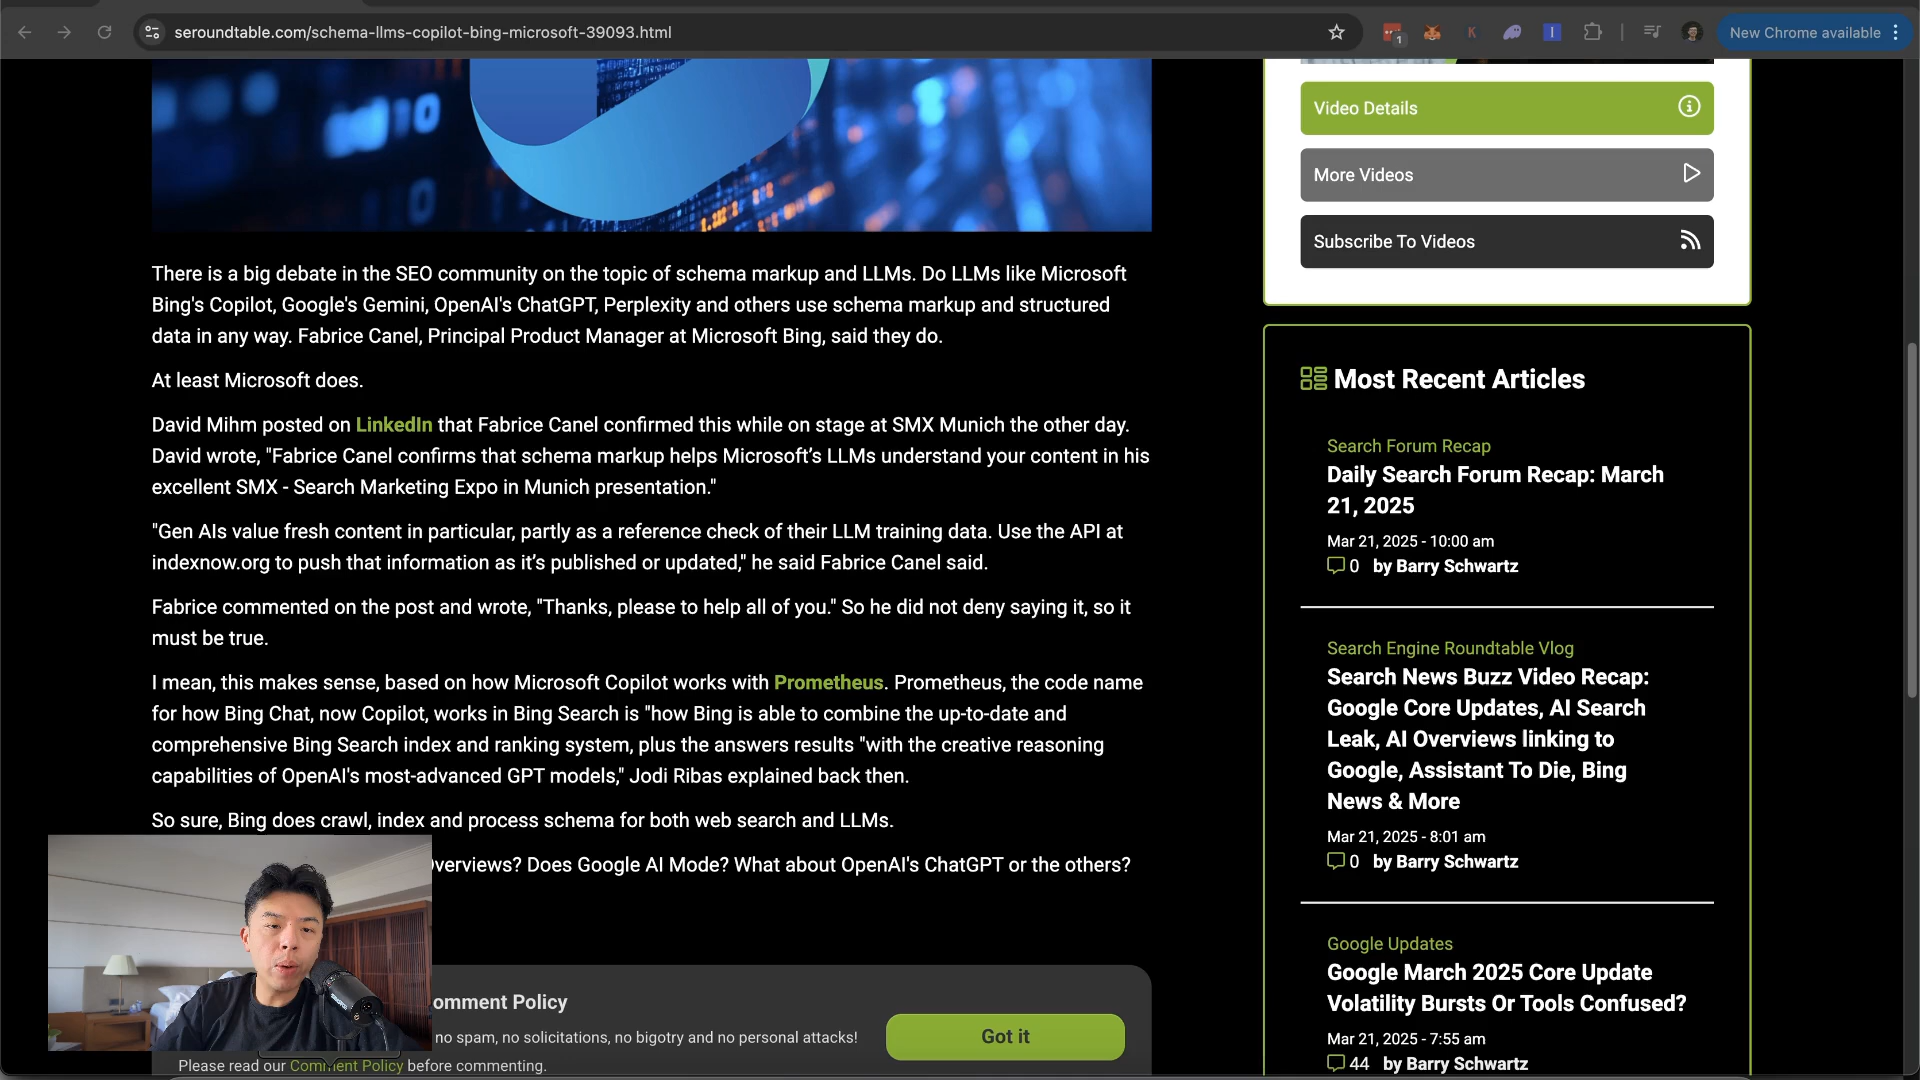 seroundtable.com/schema-llms-copilot-bing-microsoft-39093.html
1
K
I
New Chrome available
Video Details
More Videos
Subscribe To Videos
There is a big debate in the SEO community on the topic of schema markup and LLMs. Do LLMs like Microsoft
Bing's Copilot, Google's Gemini, OpenAI's ChatGPT, Perplexity and others use schema markup and structured
data in any way. Fabrice Canel, Principal Product Manager at Microsoft Bing, said they do.
At least Microsoft does.
David Mihm posted on LinkedIn that Fabrice Canel confirmed this while on stage at SMX Munich the other day.
David wrote, "Fabrice Canel confirms that schema markup helps Microsoft’s LLMs understand your content in his
excellent SMX - Search Marketing Expo in Munich presentation."
"Gen AIs value fresh content in particular, partly as a reference check of their LLM training data. Use the API at
indexnow.org to push that information as it’s published or updated," he said Fabrice Canel said.
Fabrice commented on the post and wrote, "Thanks, please to help all of you." So he did not deny saying it, so it
must be true.
I mean, this makes sense, based on how Microsoft Copilot works with Prometheus. Prometheus, the code name
for how Bing Chat, now Copilot, works in Bing Search is "how Bing is able to combine the up-to-date and
comprehensive Bing Search index and ranking system, plus the answers results "with the creative reasoning
capabilities of OpenAI's most-advanced GPT models," Jodi Ribas explained back then.
So sure, Bing does crawl, index and process schema for both web search and LLMs.
verviews? Does Google AI Mode? What about OpenAI's ChatGPT or the others?
omment Policy
no spam, no solicitations, no bigotry and no personal attacks!
Got it
Please read our Comment Policy before commenting.
Most Recent Articles
Search Forum Recap
Daily Search Forum Recap: March
21, 2025
Mar 21, 2025 - 10:00 am
0 by Barry Schwartz
Search Engine Roundtable Vlog
Search News Buzz Video Recap:
Google Core Updates, AI Search
Leak, AI Overviews linking to
Google, Assistant To Die, Bing
News & More
Mar 21, 2025 - 8:01 am
0 by Barry Schwartz
Google Updates
Google March 2025 Core Update
Volatility Bursts Or Tools Confused?
Mar 21, 2025 - 7:55 am
44 by Barry Schwartz